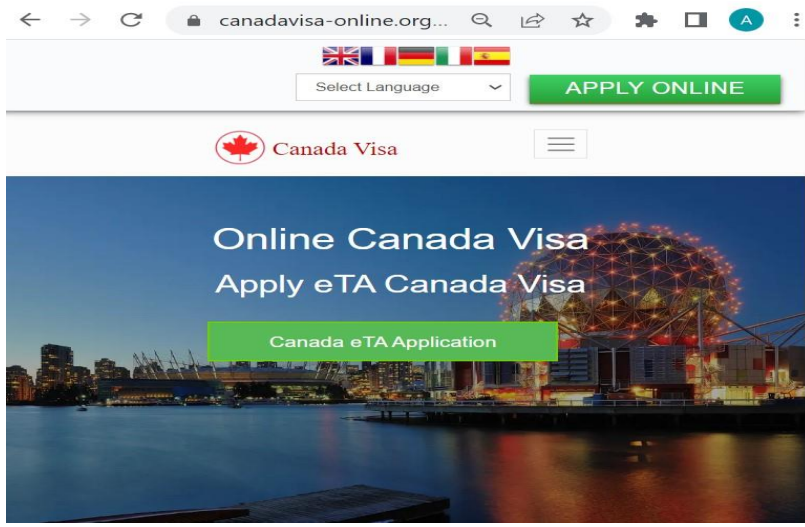 canadavisa-online.org...
A
Select Language
APPLY ONLINE
Canada Visa
Online Canada Visa
Apply eTA Canada Visa
Canada eTA Application